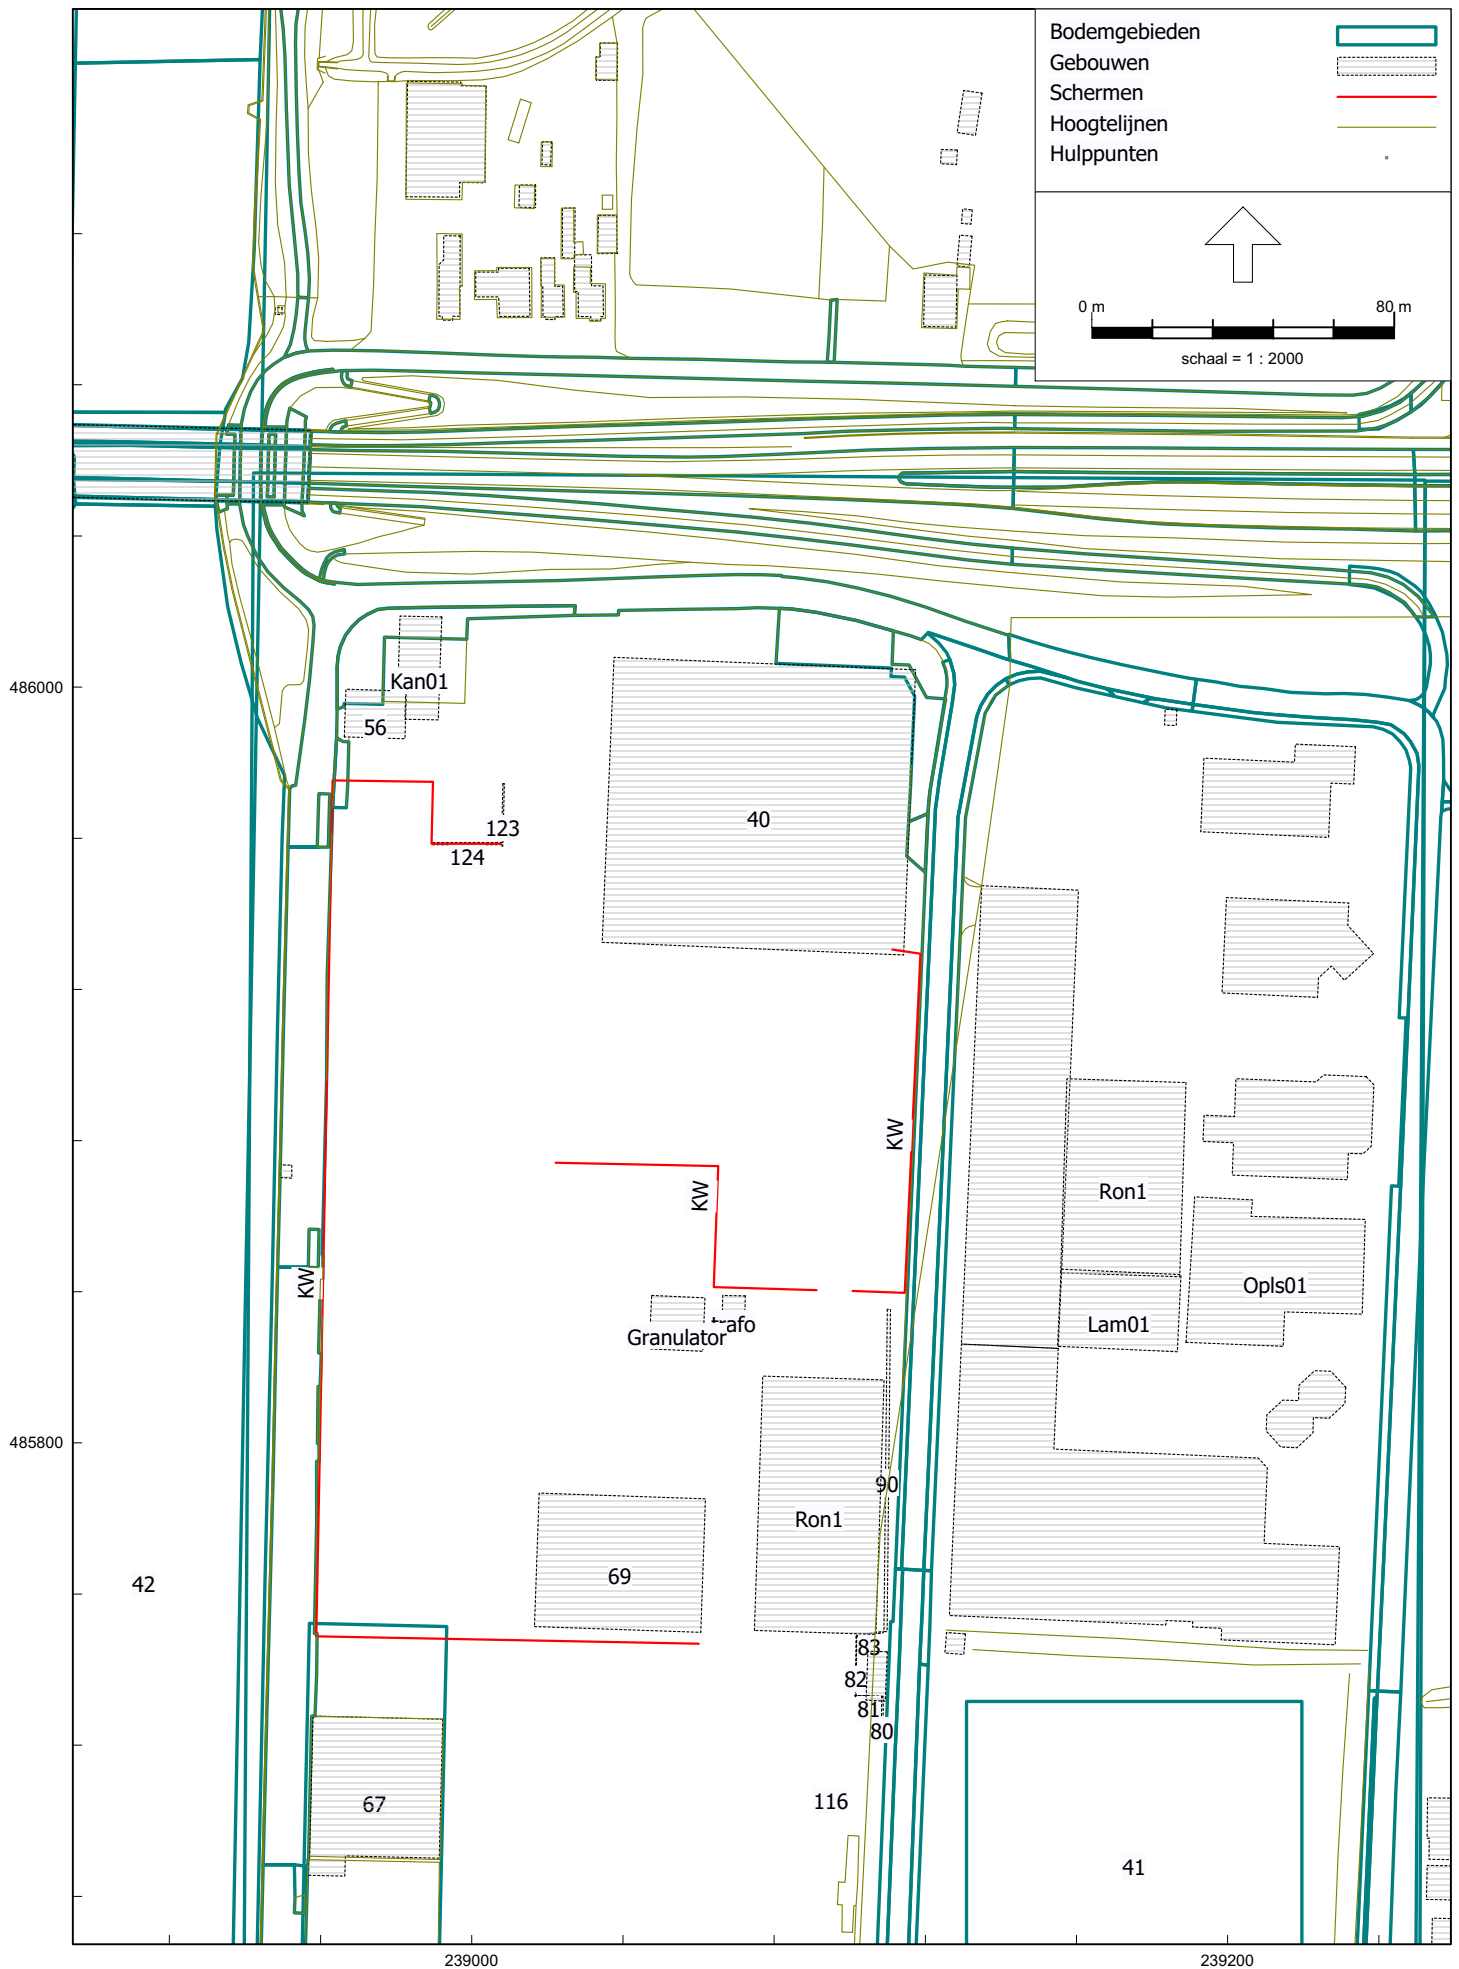 Bodemgebieden
Gebouwen
Schermen
Hoogtelijnen
Hulppunten
0 m 80 m
schaal = 1 : 2000
486000
Kan01
56
40
123
124
KW
KW
Ron1
KW
Opls01
trafo
Granulator
Lam01
485800
90
Ron1
69
42
83
82
81
80
67
116
41
239000
239200